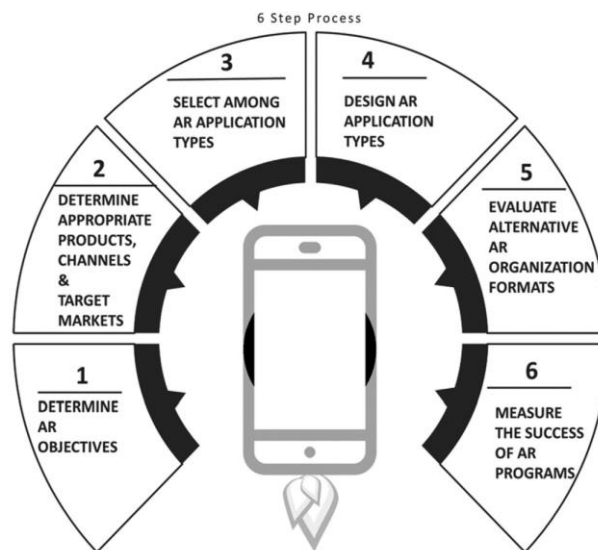 6 Step Process
1
DETERMINE
AR
OBJECTIVES
2
DETERMINE
APPROPRIATE
PRODUCTS,
CHANNELS
&
TARGET
MARKETS
3
SELECT AMONG
AR APPLICATION
TYPES
4
DESIGN AR
APPLICATION
TYPES
5
EVALUATE
ALTERNATIVE
AR
ORGANIZATION
FORMATS
6
MEASURE
THE SUCCESS
OF AR
PROGRAMS